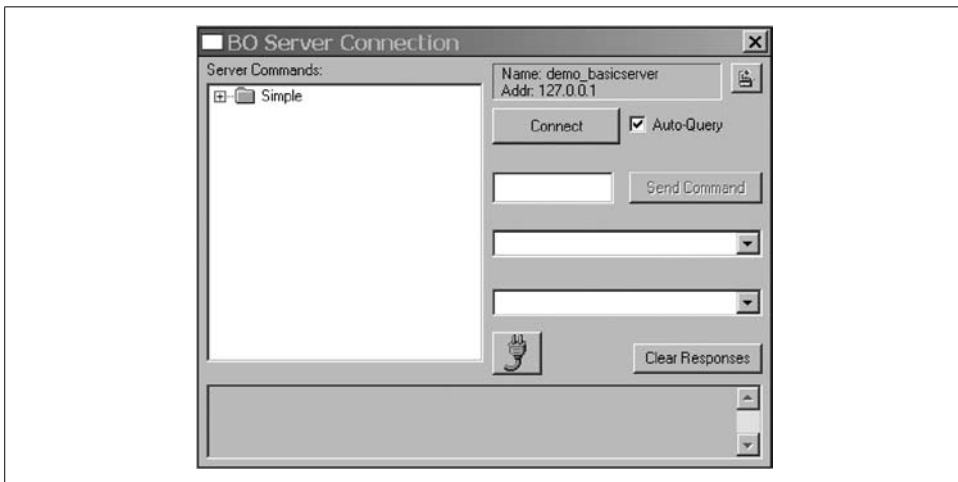 BO Server Connection
Server Commands:
Simple
Name: demo_basicserver
Addr: 127.0.0.1
Connect
Auto-Query
Send Command
Clear Responses